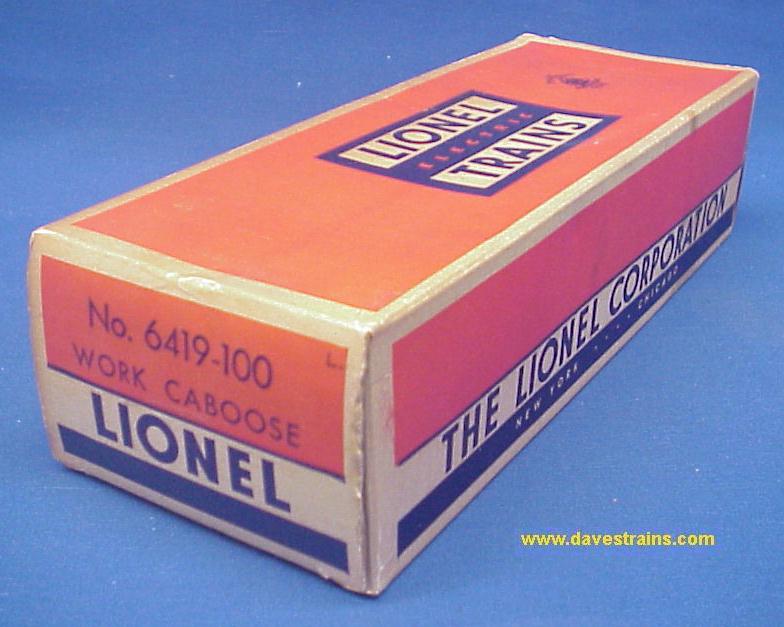 LIONEL
ELECTRIC
TRAINS
No. 6419-100
WORK CABOOSE
LIONEL
THE LIONEL CORPORATION
NEW YORK .... CHICAGO
www.davestrains.com